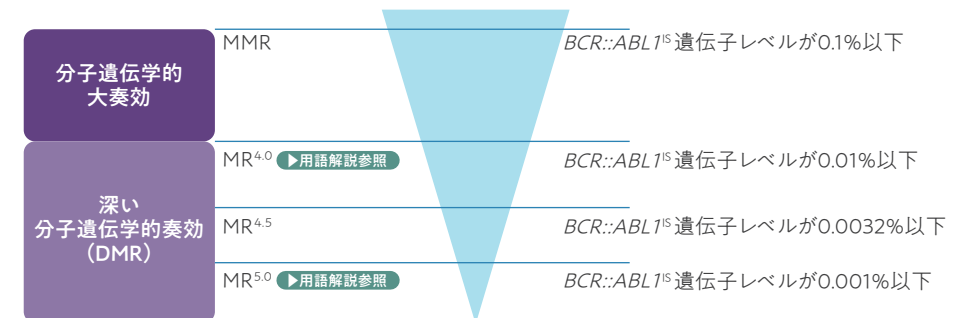 分子遺伝学的
大奏効
MMR
BCR::ABL1ᴵˢ遺伝子レベルが0.1%以下
深い
分子遺伝学的奏効
（DMR）
MR⁴·⁰ ▶用語解説参照
BCR::ABL1ᴵˢ遺伝子レベルが0.01%以下
MR⁴·⁵
BCR::ABL1ᴵˢ遺伝子レベルが0.0032%以下
MR⁵·⁰ ▶用語解説参照
BCR::ABL1ᴵˢ遺伝子レベルが0.001%以下